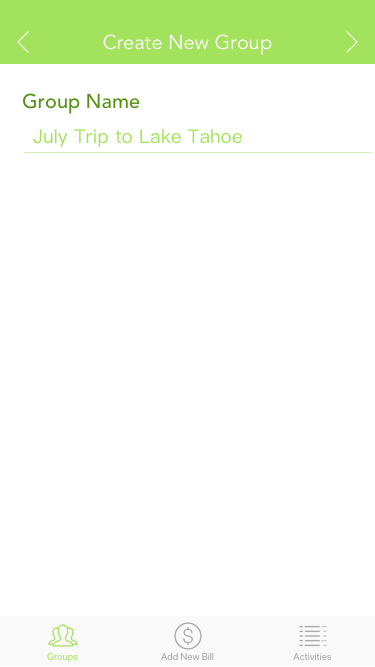 Create New Group
Group Name
July Trip to Lake Tahoe
$
Groups
Add New Bill
Activities